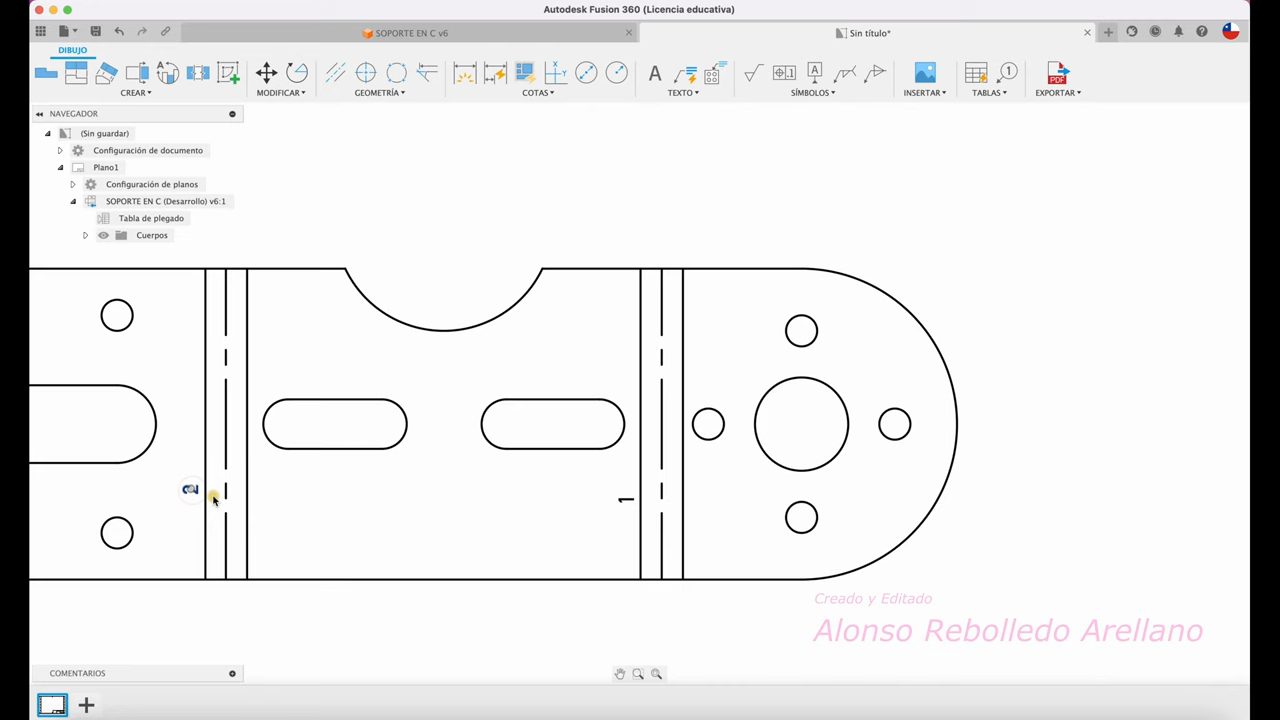 Autodesk Fusion 360 (Licencia educativa)
SOPORTE EN C v6
Sin título*
DIBUJO
CREAR
MODIFICAR
GEOMETRÍA
COTAS
TEXTO
SÍMBOLOS
INSERTAR
TABLAS
EXPORTAR
NAVEGADOR
(Sin guardar)
Configuración de documento
Plano1
Configuración de planos
SOPORTE EN C (Desarrollo) v6:1
Tabla de plegado
Cuerpos
2
1
Creado y Editado
Alonso Rebolledo Arellano
COMENTARIOS